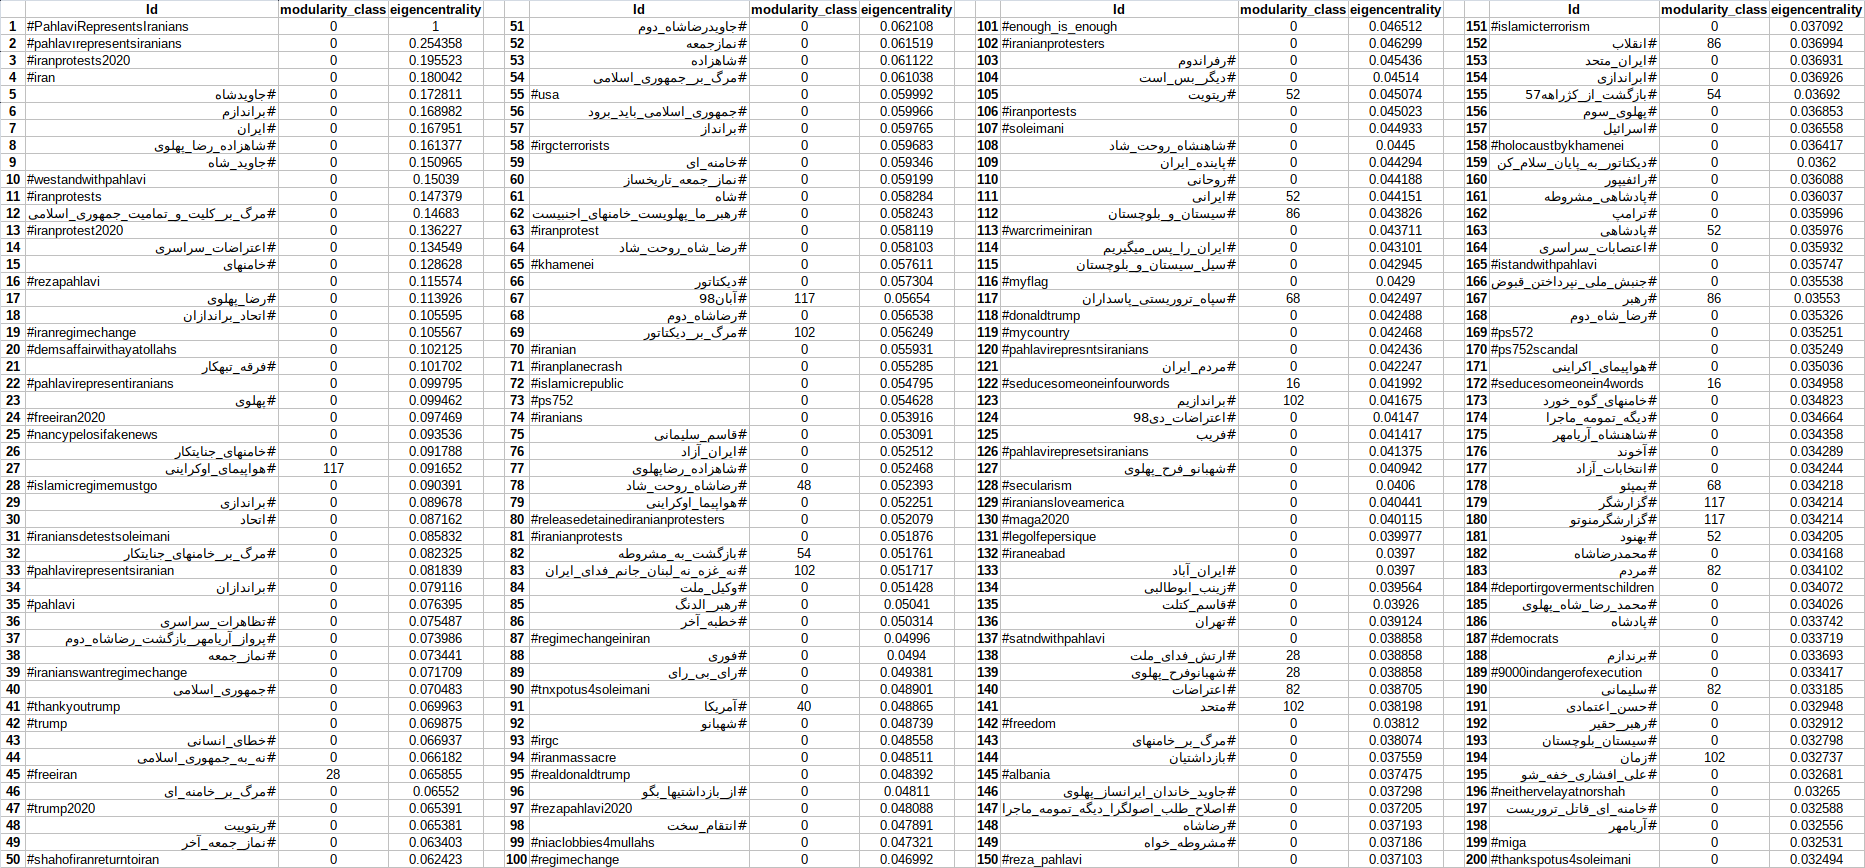 Id modularity_class eigencentrality
1 #PahlaviRepresentsIranians 0 1
2 #pahlavırepresentsiranians 0 0.254358
3 #iranprotests2020 0 0.195523
4 #iran 0 0.180042
5 #جاویدشاه 0 0.172811
6 #براندازم 0 0.168982
7 #ایران 0 0.167951
8 #شاهزاده_رضا_پهلوی 0 0.161377
9 #جاوید_شاه 0 0.150965
10 #westandwithpahlavi 0 0.15039
11 #iranprotests 0 0.147379
12 #مرگ_بر_کلیت_و_تمامیت_جمهوری_اسلامی 0 0.14683
13 #iranprotest2020 0 0.136227
14 #اعتراضات_سراسری 0 0.134549
15 #خامنهای 0 0.128628
16 #rezapahlavi 0 0.115574
17 #رضا_پهلوی 0 0.113926
18 #اتحاد_براندازان 0 0.105595
19 #iranregimechange 0 0.105567
20 #demsaffairwithayatollahs 0 0.102125
21 #فرقه_تبهکار 0 0.101702
22 #pahlavirepresentiranians 0 0.099795
23 #پهلوی 0 0.099462
24 #freeiran2020 0 0.097469
25 #nancypelosifakenews 0 0.093536
26 #خامنهای_جنایتکار 0 0.091788
27 #هواپیمای_اوکراینی 117 0.091652
28 #islamicregimemustgo 0 0.090391
29 #براندازی 0 0.089678
30 #اتحاد 0 0.087162
31 #iraniansdetestsoleimani 0 0.085832
32 #مرگ_بر_خامنهای_جنایتکار 0 0.082325
33 #pahlavirepresentsiranian 0 0.081839
34 #براندازان 0 0.079116
35 #pahlavi 0 0.076395
36 #تظاهرات_سراسری 0 0.075487
37 #پرواز_آریامهر_بازگشت_رضاشاه_دوم 0 0.073986
38 #نماز_جمعه 0 0.073441
39 #iranianswantregimechange 0 0.071709
40 #جمهوری_اسلامی 0 0.070483
41 #thankyoutrump 0 0.069963
42 #trump 0 0.069875
43 #خطای_انسانی 0 0.066937
44 #نه_به_جمهوری_اسلامی 0 0.066182
45 #freeiran 28 0.065855
46 #مرگ_بر_خامنه_ای 0 0.06552
47 #trump2020 0 0.065391
48 #ریتوییت 0 0.065381
49 #نماز_جمعه_آخر 0 0.063403
50 #shahofiranreturntoiran 0 0.062423
Id modularity_class eigencentrality
51 #جاویدرضاشاه_دوم 0 0.062108
52 #نمازجمعه 0 0.061519
53 #شاهزاده 0 0.061122
54 #مرگ_بر_جمهوری_اسلامی 0 0.061038
55 #usa 0 0.059992
56 #جمهوری_اسلامی_باید_برود 0 0.059966
57 #برانداز 0 0.059765
58 #irgcterrorists 0 0.059683
59 #خامنه_ای 0 0.059346
60 #نماز_جمعه_تاریخساز 0 0.059199
61 #شاه 0 0.058284
62 #رهبر_ما_پهلویست_خامنهای_اجنبیست 0 0.058243
63 #iranprotest 0 0.058119
64 #رضا_شاه_روحت_شاد 0 0.058103
65 #khamenei 0 0.057611
66 #دیکتاتور 0 0.057304
67 #آبان98 117 0.05654
68 #رضاشاه_دوم 0 0.056538
69 #مرگ_بر_دیکتاتور 102 0.056249
70 #iranian 0 0.055931
71 #iranplanecrash 0 0.055285
72 #islamicrepublic 0 0.054795
73 #ps752 0 0.054628
74 #iranians 0 0.053916
75 #قاسم_سلیمانی 0 0.053091
76 #ایران_آزاد 0 0.052512
77 #شاهزاده_رضاپهلوی 0 0.052468
78 #رضاشاه_روحت_شاد 48 0.052393
79 #هواپیما_اوکراینی 0 0.052251
80 #releasedetainediranianprotesters 0 0.052079
81 #iranianprotests 0 0.051876
82 #بازگشت_به_مشروطه 54 0.051761
83 #نه_غزه_نه_لبنان_جانم_فدای_ایران 102 0.051717
84 #وکیل_ملت 0 0.051428
85 #رهبر_الدنگ 0 0.05041
86 #خطبه_آخر 0 0.050314
87 #regimechangeiniran 0 0.04996
88 #فوری 0 0.0494
89 #رای_بی_رای 0 0.049381
90 #tnxpotus4soleimani 0 0.048901
91 #آمریکا 40 0.048865
92 #شهبانو 0 0.048739
93 #irgc 0 0.048558
94 #iranmassacre 0 0.048511
95 #realdonaldtrump 0 0.048392
96 #از_بازداشتیها_بگو 0 0.04811
97 #rezapahlavi2020 0 0.048088
98 #انتقام_سخت 0 0.047891
99 #niaclobbies4mullahs 0 0.047321
100 #regimechange 0 0.046992
Id modularity_class eigencentrality
101 #enough_is_enough 0 0.046512
102 #iranianprotesters 0 0.046299
103 #رفراندوم 0 0.045436
104 #دیگر_بس_است 0 0.04514
105 #ریتویت 52 0.045074
106 #iranportests 0 0.045023
107 #soleimani 0 0.044933
108 #شاهنشاه_روحت_شاد 0 0.0445
109 #پاینده_ایران 0 0.044294
110 #روحانی 0 0.044188
111 #ایرانی 52 0.044151
112 #سیستان_و_بلوچستان 86 0.043826
113 #warcrimeiniran 0 0.043711
114 #ایران_را_پس_میگیریم 0 0.043101
115 #سیل_سیستان_و_بلوچستان 0 0.042945
116 #myflag 0 0.0429
117 #سپاه_تروریستی_پاسداران 68 0.042497
118 #donaldtrump 0 0.042488
119 #mycountry 0 0.042468
120 #pahlavirepresntsiranians 0 0.042436
121 #مردم_ایران 0 0.042247
122 #seducesomeoneinfourwords 16 0.041992
123 #براندازیم 102 0.041675
124 #اعتراضات_دی98 0 0.04147
125 #فریب 0 0.041417
126 #pahlavirepresetsiranians 0 0.041375
127 #شهبانو_فرح_پهلوی 0 0.040942
128 #secularism 0 0.0406
129 #iraniansloveamerica 0 0.040441
130 #maga2020 0 0.040115
131 #legolfepersique 0 0.039977
132 #iraneabad 0 0.0397
133 #ایران_آباد 0 0.0397
134 #زینب_ابوطالبی 0 0.039564
135 #قاسم_کتلت 0 0.03926
136 #تهران 0 0.039124
137 #satndwithpahlavi 0 0.038858
138 #ارتش_فدای_ملت 28 0.038858
139 #شهبانوفرح_پهلوی 28 0.038858
140 #اعتراضات 82 0.038705
141 #متحد 102 0.038198
142 #freedom 0 0.03812
143 #مرگ_بر_خامنهای 0 0.038074
144 #بازداشتیان 0 0.037559
145 #albania 0 0.037475
146 #جاوید_خاندان_ایرانساز_پهلوی 0 0.037298
147 #اصلاح_طلب_اصولگرا_دیگه_تمومه_ماجرا 0 0.037205
148 #رضاشاه 0 0.037193
149 #مشروطه_خواه 0 0.037186
150 #reza_pahlavi 0 0.037103
Id modularity_class eigencentrality
151 #islamicterrorism 0 0.037092
152 #انقلاب 86 0.036994
153 #ایران_متحد 0 0.036931
154 #ابراندازی 0 0.036926
155 #بازگشت_از_کژراهه57 54 0.03692
156 #پهلوی_سوم 0 0.036853
157 #اسرائیل 0 0.036558
158 #holocaustbykhamenei 0 0.036417
159 #دیکتاتور_به_پایان_سلام_کن 0 0.0362
160 #رائفیپور 0 0.036088
161 #پادشاهی_مشروطه 0 0.036037
162 #ترامپ 0 0.035996
163 #پادشاهی 52 0.035976
164 #اعتصابات_سراسری 0 0.035932
165 #istandwithpahlavi 0 0.035747
166 #جنبش_ملی_نپرداختن_قبوض 0 0.035538
167 #رهبر 86 0.03553
168 #رضا_شاه_دوم 0 0.035326
169 #ps572 0 0.035251
170 #ps752scandal 0 0.035249
171 #هواپیمای_اکراینی 0 0.035036
172 #seducesomeonein4words 16 0.034958
173 #خامنهای_گوه_خورد 0 0.034823
174 #دیگه_تمومه_ماجرا 0 0.034664
175 #شاهنشاه_آریامهر 0 0.034358
176 #آخوند 0 0.034289
177 #انتخابات_آزاد 0 0.034244
178 #پمپئو 68 0.034218
179 #گزارشگر 117 0.034214
180 #گزارشگرمنوتو 117 0.034214
181 #بهنود 52 0.034205
182 #محمدرضاشاه 0 0.034168
183 #مردم 82 0.034102
184 #deportirgovermentschildren 0 0.034072
185 #محمد_رضا_شاه_پهلوی 0 0.034026
186 #پادشاه 0 0.033742
187 #democrats 0 0.033719
188 #برندازم 0 0.033693
189 #9000indangerofexecution 0 0.033417
190 #سلیمانی 82 0.033185
191 #حسن_اعتمادی 0 0.032948
192 #رهبر_حقیر 0 0.032912
193 #سیستان_بلوچستان 0 0.032798
194 #زمان 102 0.032737
195 #علی_افشاری_خفه_شو 0 0.032681
196 #neithervelayatnorshah 0 0.03265
197 #خامنه_ای_قاتل_تروریست 0 0.032588
198 #آریامهر 0 0.032556
199 #miga 0 0.032531
200 #thankspotus4soleimani 0 0.032494